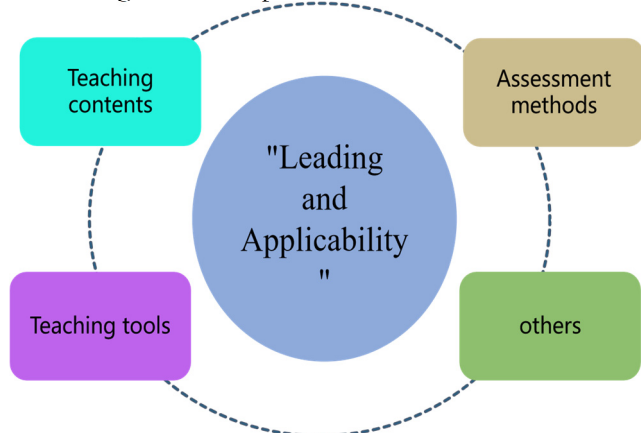 Teaching
contents
Assessment
methods
"Leading
and
Applicability
"
Teaching tools
others